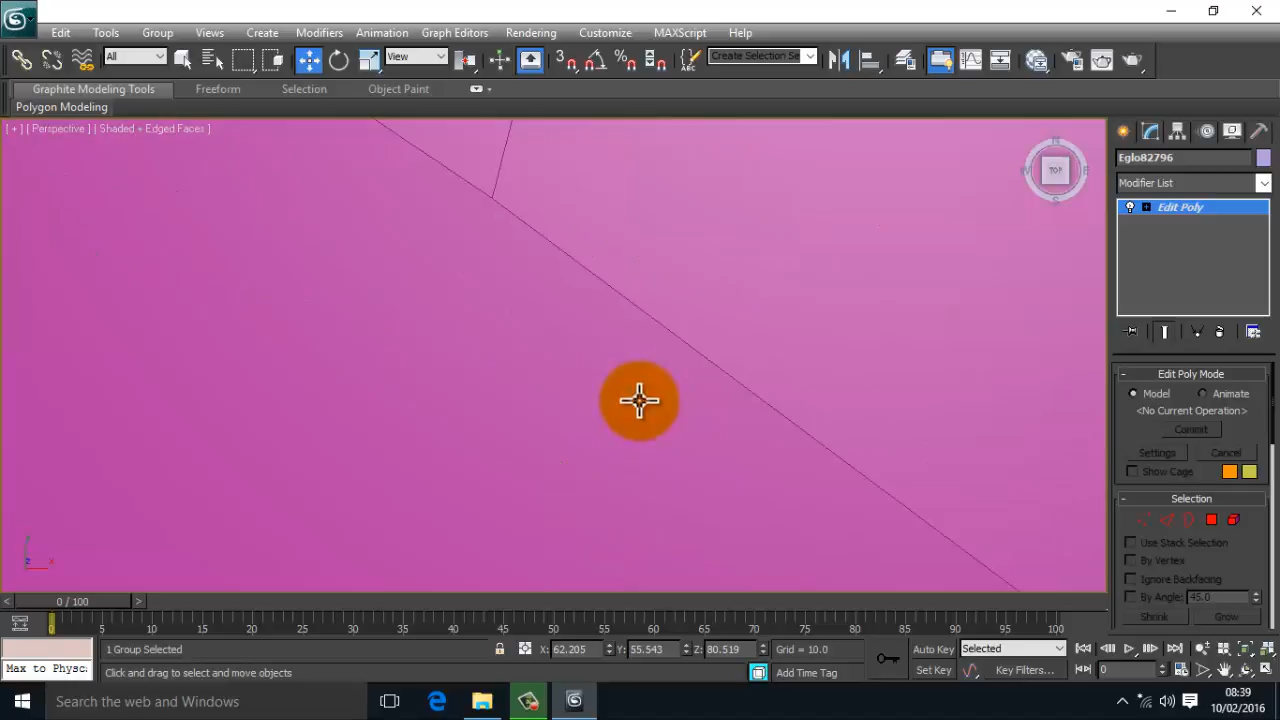 Edit Tools Group Views Create Modifiers Animation Graph Editors Rendering Customize MAXScript Help
All View 3 Create Selection Se
Graphite Modeling Tools Freeform Selection Object Paint
Polygon Modeling
[ + ] [ Perspective ] [ Shaded + Edged Faces ]
TOP
Eglo82796
Modifier List
Edit Poly
Edit Poly Mode
Model Animate
<No Current Operation>
Commit
Settings Cancel
Show Cage
Selection
Use Stack Selection
By Vertex
Ignore Backfacing
By Angle: 45.0
Shrink Grow
0 / 100
0 5 10 15 20 25 30 35 40 45 50 55 60 65 70 75 80 85 90 95 100
1 Group Selected X: 62.205 Y: 55.543 Z: 80.519 Grid = 10.0 Auto Key Selected
Max to Physc Click and drag to select and move objects Add Time Tag Set Key Key Filters... 0
Search the web and Windows
08:39
10/02/2016